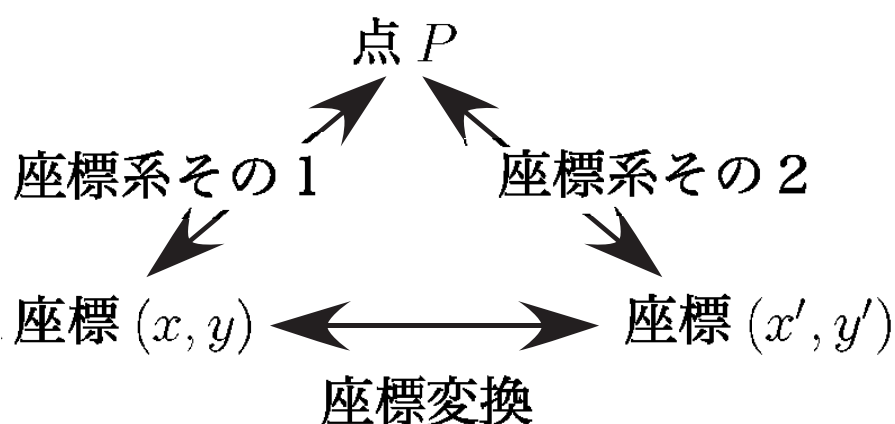 点 P
座標系その 1
座標系その 2
座標 (x, y)
座標 (x′, y′)
座標変換